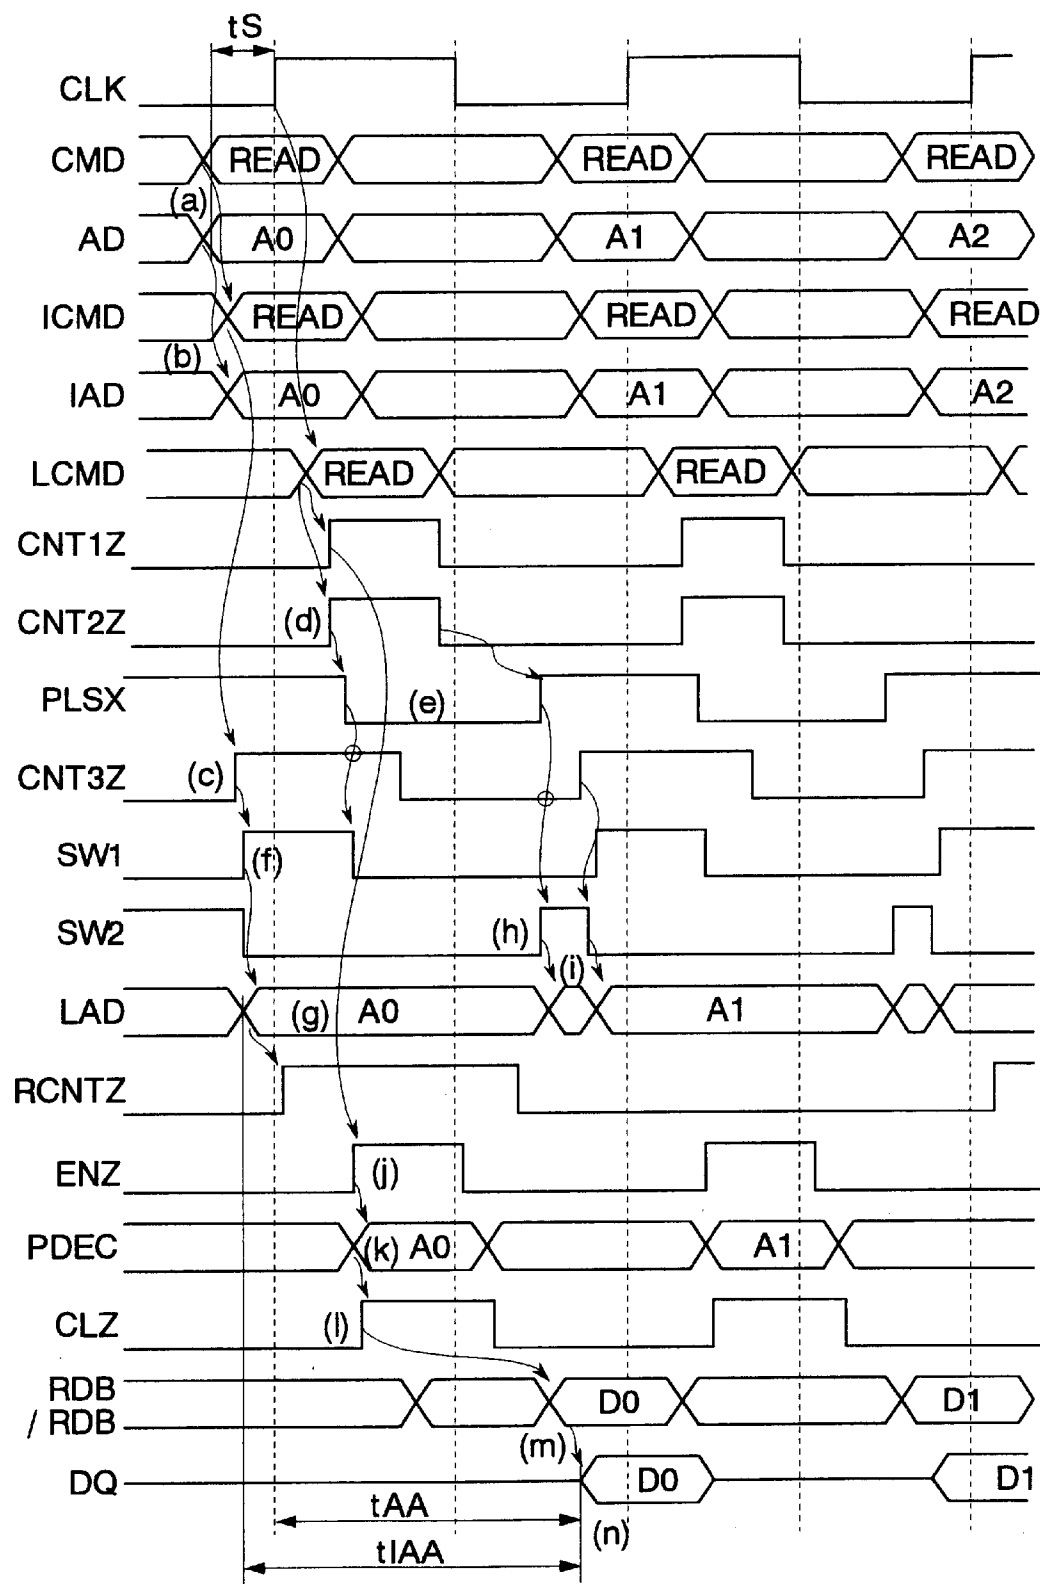 tS
CLK
CMD READ READ READ
(a)
AD A0 A1 A2
ICMD READ READ READ
(b)
IAD A0 A1 A2
LCMD READ READ
CNT1Z
CNT2Z (d)
PLSX (e)
CNT3Z (c)
SW1 (f)
SW2 (h)
(i)
LAD (g) A0 A1
RCNTZ
ENZ (j)
PDEC (k) A0 A1
CLZ (l)
RDB
/ RDB D0 D1
(m)
DQ D0 D1
tAA
(n)
tIAA